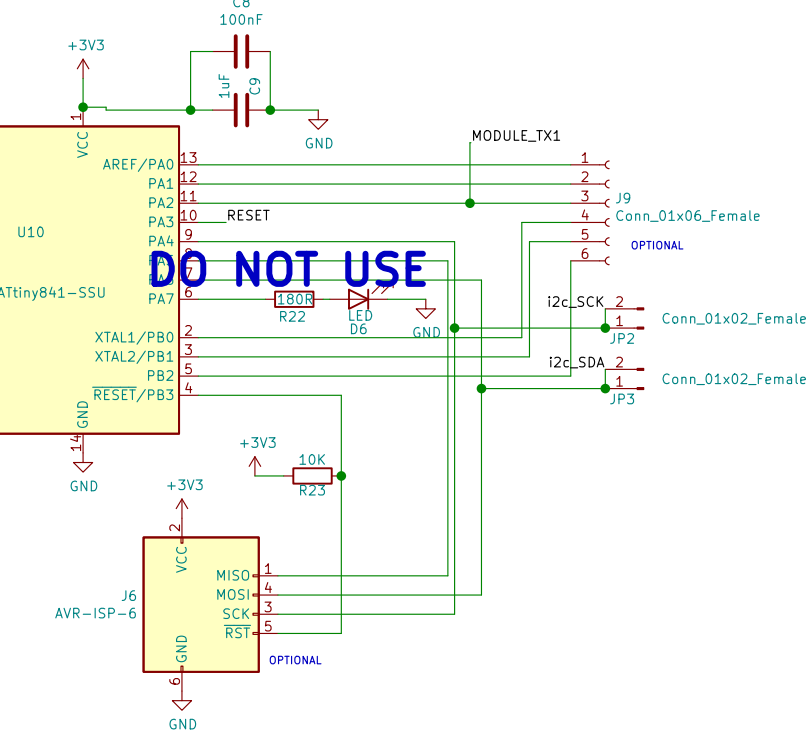 C8
100nF
+3V3
1uF
C9
1
VCC
GND
MODULE_TX1
AREF/PA0 13
1
PA1 12
2
PA2 11
3
J9
PA3 10
RESET
4
Conn_01x06_Female
U10
PA4 9
5
OPTIONAL
6
DO NOT USE
7
ATtiny841-SSU
PA7 6
180R
R22
LED
D6
GND
i2c_SCK
2
Conn_01x02_Female
1
JP2
XTAL1/PB0 2
XTAL2/PB1 3
i2c_SDA
2
Conn_01x02_Female
1
JP3
PB2 5
RESET/PB3 4
GND
14
GND
+3V3
10K
R23
+3V3
2
VCC
J6
AVR-ISP-6
MISO 1
MOSI 4
SCK 3
RST 5
GND
6
OPTIONAL
GND